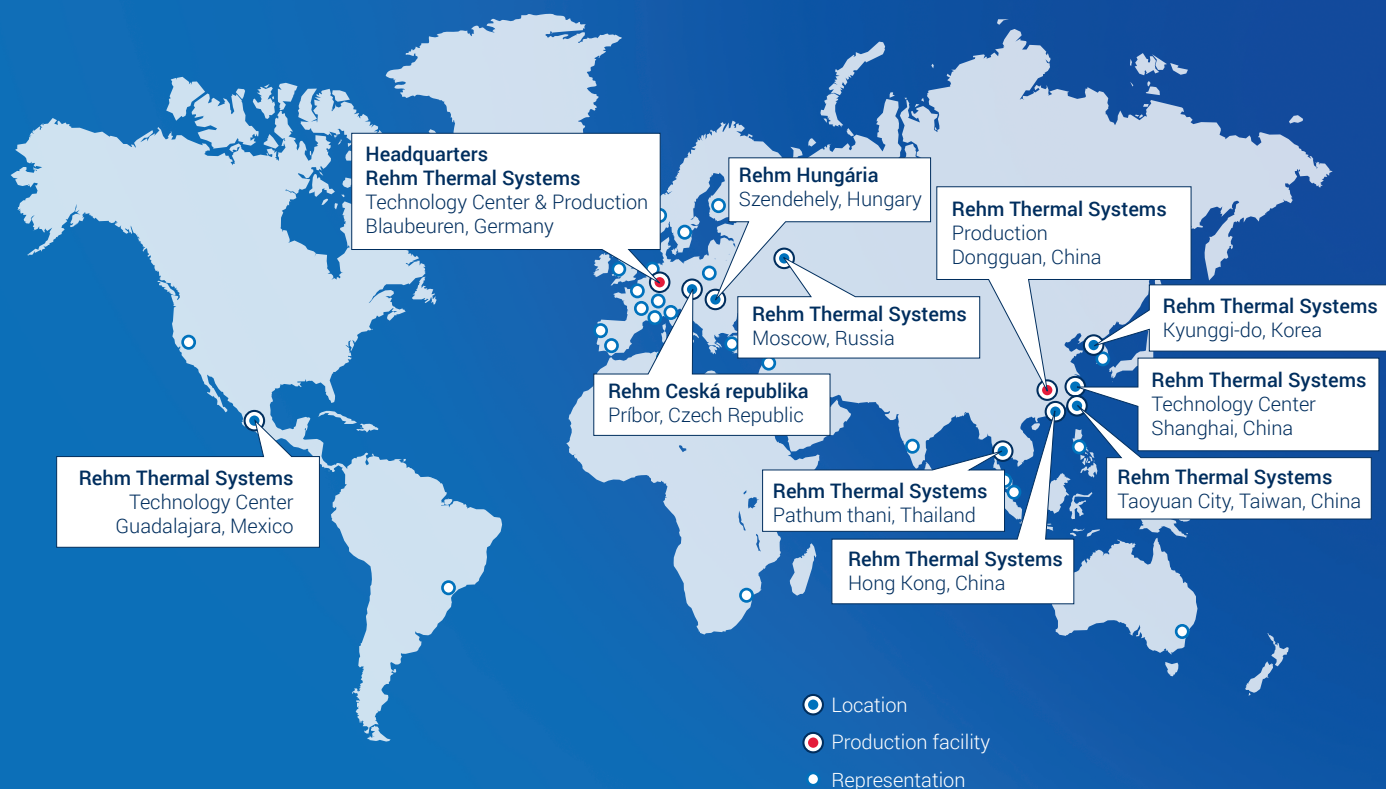 Headquarters
Rehm Thermal Systems
Technology Center & Production
Blaubeuren, Germany
Rehm Hungária
Szendehely, Hungary
Rehm Thermal Systems
Production
Dongguan, China
Rehm Thermal Systems
Moscow, Russia
Rehm Thermal Systems
Kyunggi-do, Korea
Rehm Ceská republika
Príbor, Czech Republic
Rehm Thermal Systems
Technology Center
Shanghai, China
Rehm Thermal Systems
Technology Center
Guadalajara, Mexico
Rehm Thermal Systems
Pathum thani, Thailand
Rehm Thermal Systems
Taoyuan City, Taiwan, China
Rehm Thermal Systems
Hong Kong, China
Location
Production facility
Representation